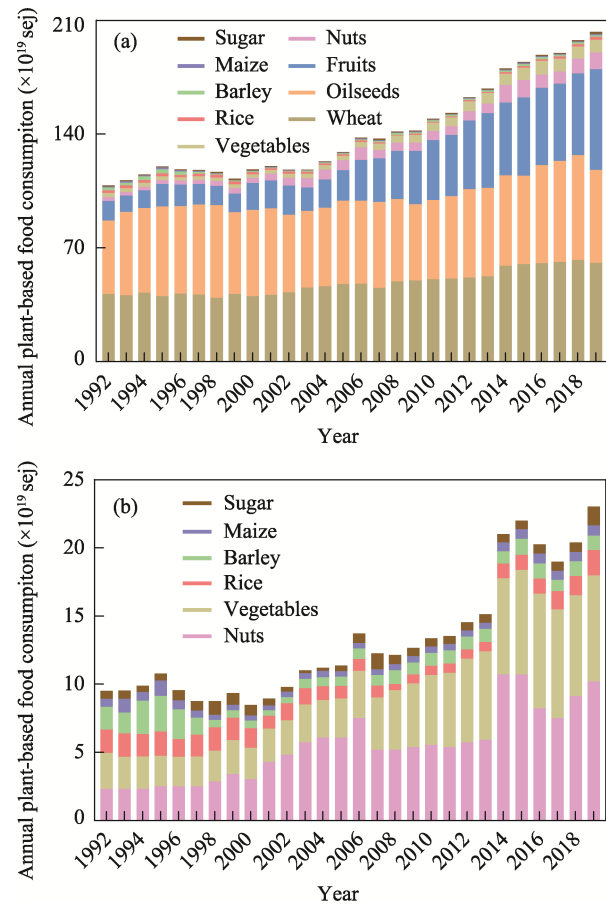 (a)
Annual plant-based food consumpiton (×10¹⁹ sej)
210
140
70
0
Sugar
Maize
Barley
Rice
Vegetables
Nuts
Fruits
Oilseeds
Wheat
1992
1994
1996
1998
2000
2002
2004
2006
2008
2010
2012
2014
2016
2018
Year
(b)
Annual plant-based food consumpiton (×10¹⁹ sej)
25
20
15
10
5
0
Sugar
Maize
Barley
Rice
Vegetables
Nuts
1992
1994
1996
1998
2000
2002
2004
2006
2008
2010
2012
2014
2016
2018
Year